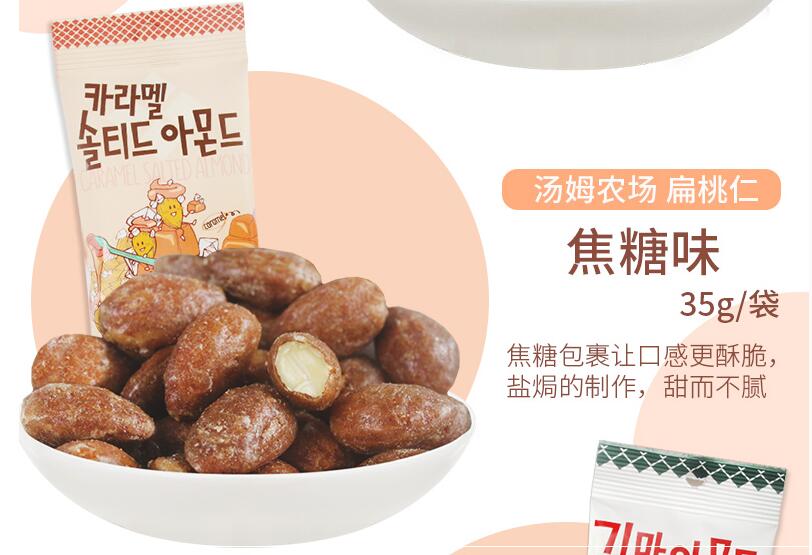 카라멜
솔티드 아몬드
CARAMEL SALTED ALMOND
caramel
汤姆农场 扁桃仁
焦糖味
35g/袋
焦糖包裹让口感更酥脆，
盐焗的制作，甜而不腻